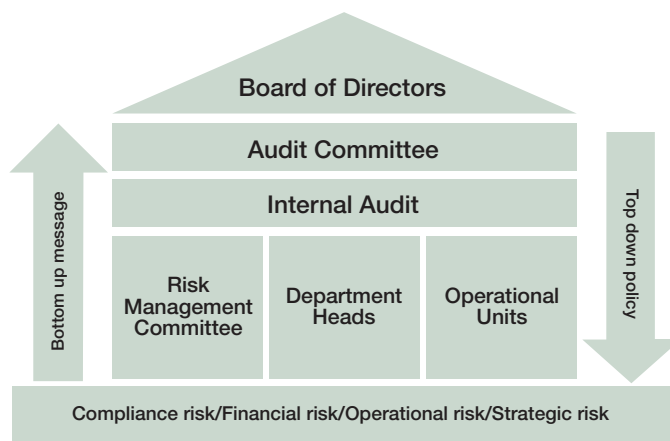 Board of Directors
Audit Committee
Internal Audit
Bottom up message
Risk
Management
Committee
Department
Heads
Operational
Units
Top down policy
Compliance risk/Financial risk/Operational risk/Strategic risk